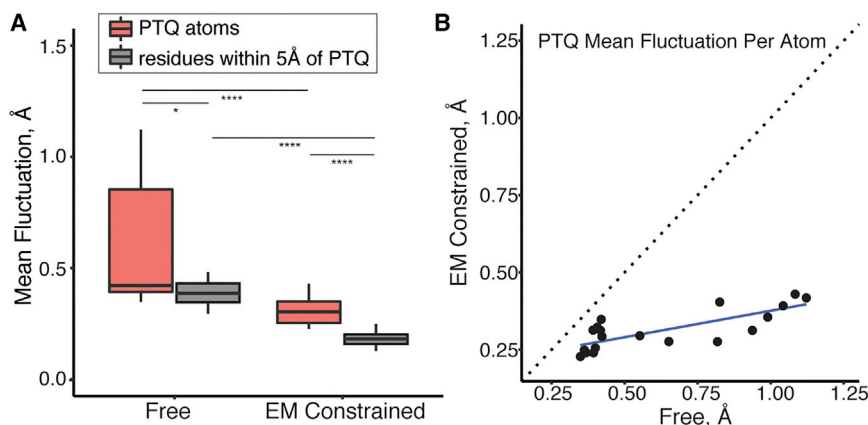 A
PTQ atoms
residues within 5Å of PTQ
Mean Fluctuation, Å
1.5
1.0
0.5
0.0
****
*
****
****
Free
EM Constrained
B
PTQ Mean Fluctuation Per Atom
EM Constrained, Å
1.25
1.00
0.75
0.50
0.25
0.25 0.50 0.75 1.00 1.25
Free, Å